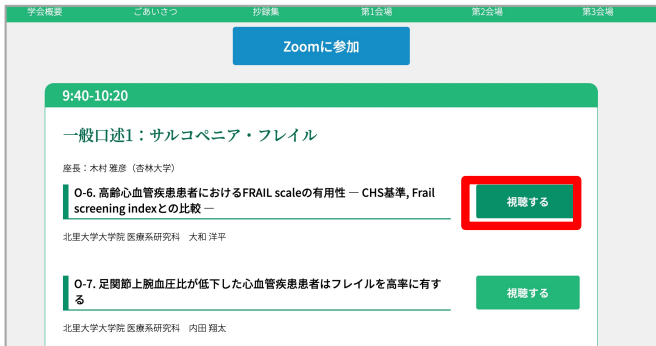 学会概要 ごあいさつ 抄録集 第1会場 第2会場 第3会場
Zoomに参加
9:40-10:20
一般口述1：サルコペニア・フレイル
座長：木村 雅彦（杏林大学）
O-6. 高齢心血管疾患患者におけるFRAIL scaleの有用性 ― CHS基準, Frail
screening indexとの比較 ―
視聴する
北里大学大学院 医療系研究科　大和 洋平
O-7. 足関節上腕血圧比が低下した心血管疾患患者はフレイルを高率に有す
る
視聴する
北里大学大学院 医療系研究科　内田 翔太